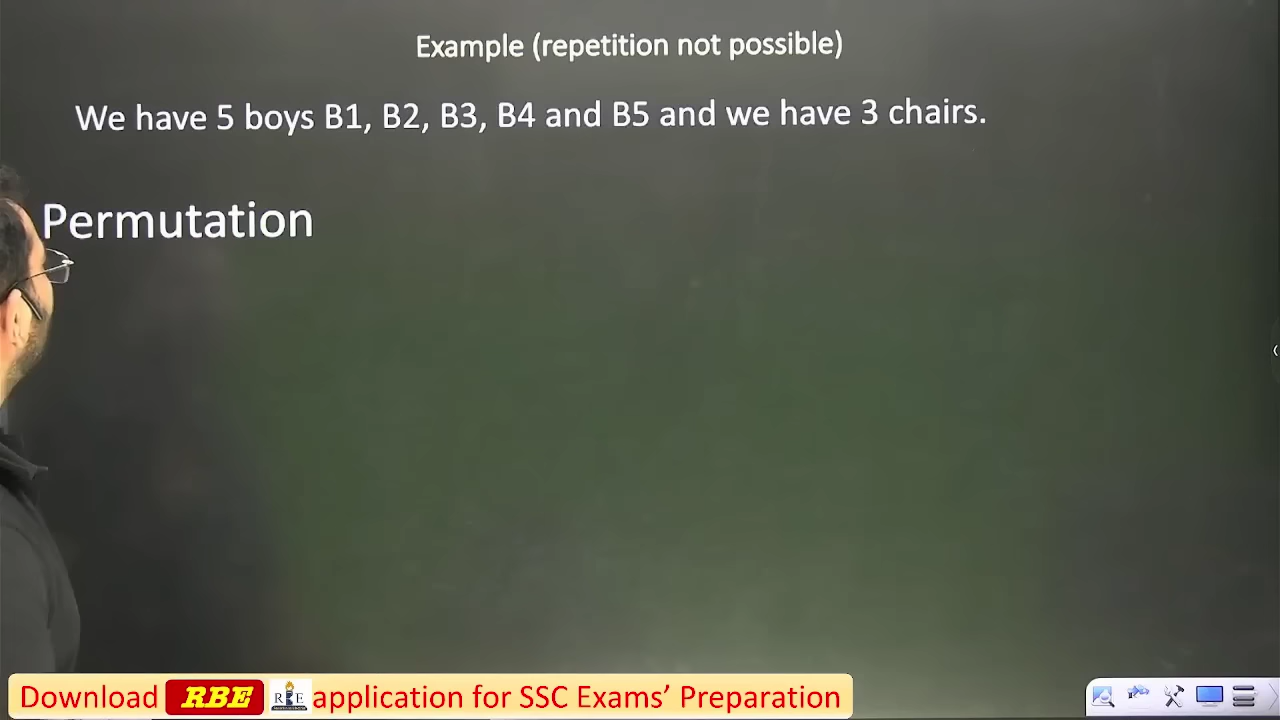 Example (repetition not possible)
We have 5 boys B1, B2, B3, B4 and B5 and we have 3 chairs.
Permutation
Download RBE RBE application for SSC Exams’ Preparation